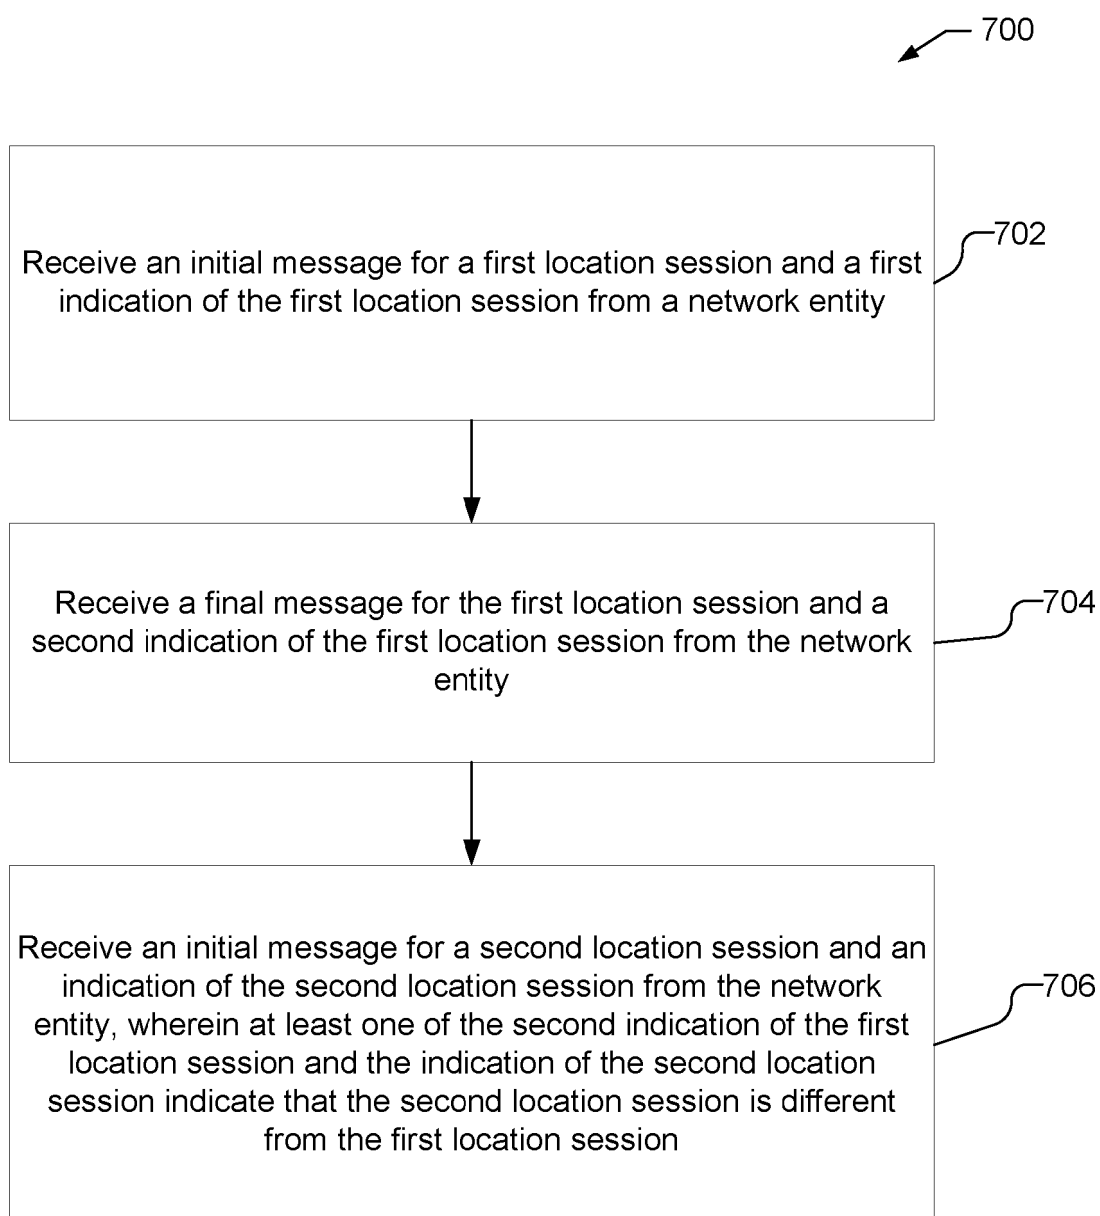 700
702
Receive an initial message for a first location session and a first
indication of the first location session from a network entity
704
Receive a final message for the first location session and a
second indication of the first location session from the network
entity
706
Receive an initial message for a second location session and an
indication of the second location session from the network
entity, wherein at least one of the second indication of the first
location session and the indication of the second location
session indicate that the second location session is different
from the first location session